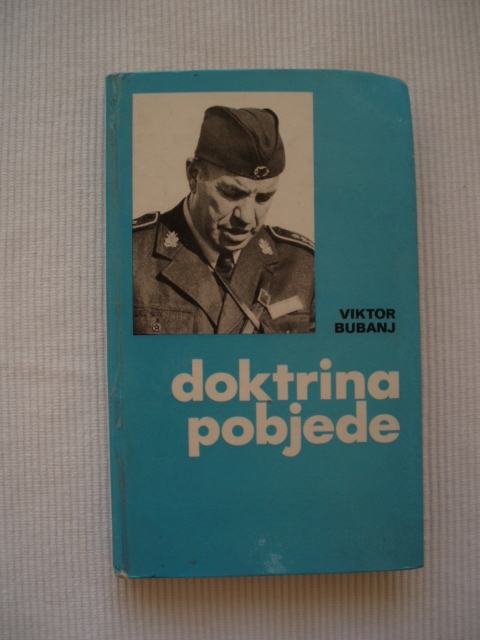 VIKTOR
BUBANJ
doktrina
pobjede